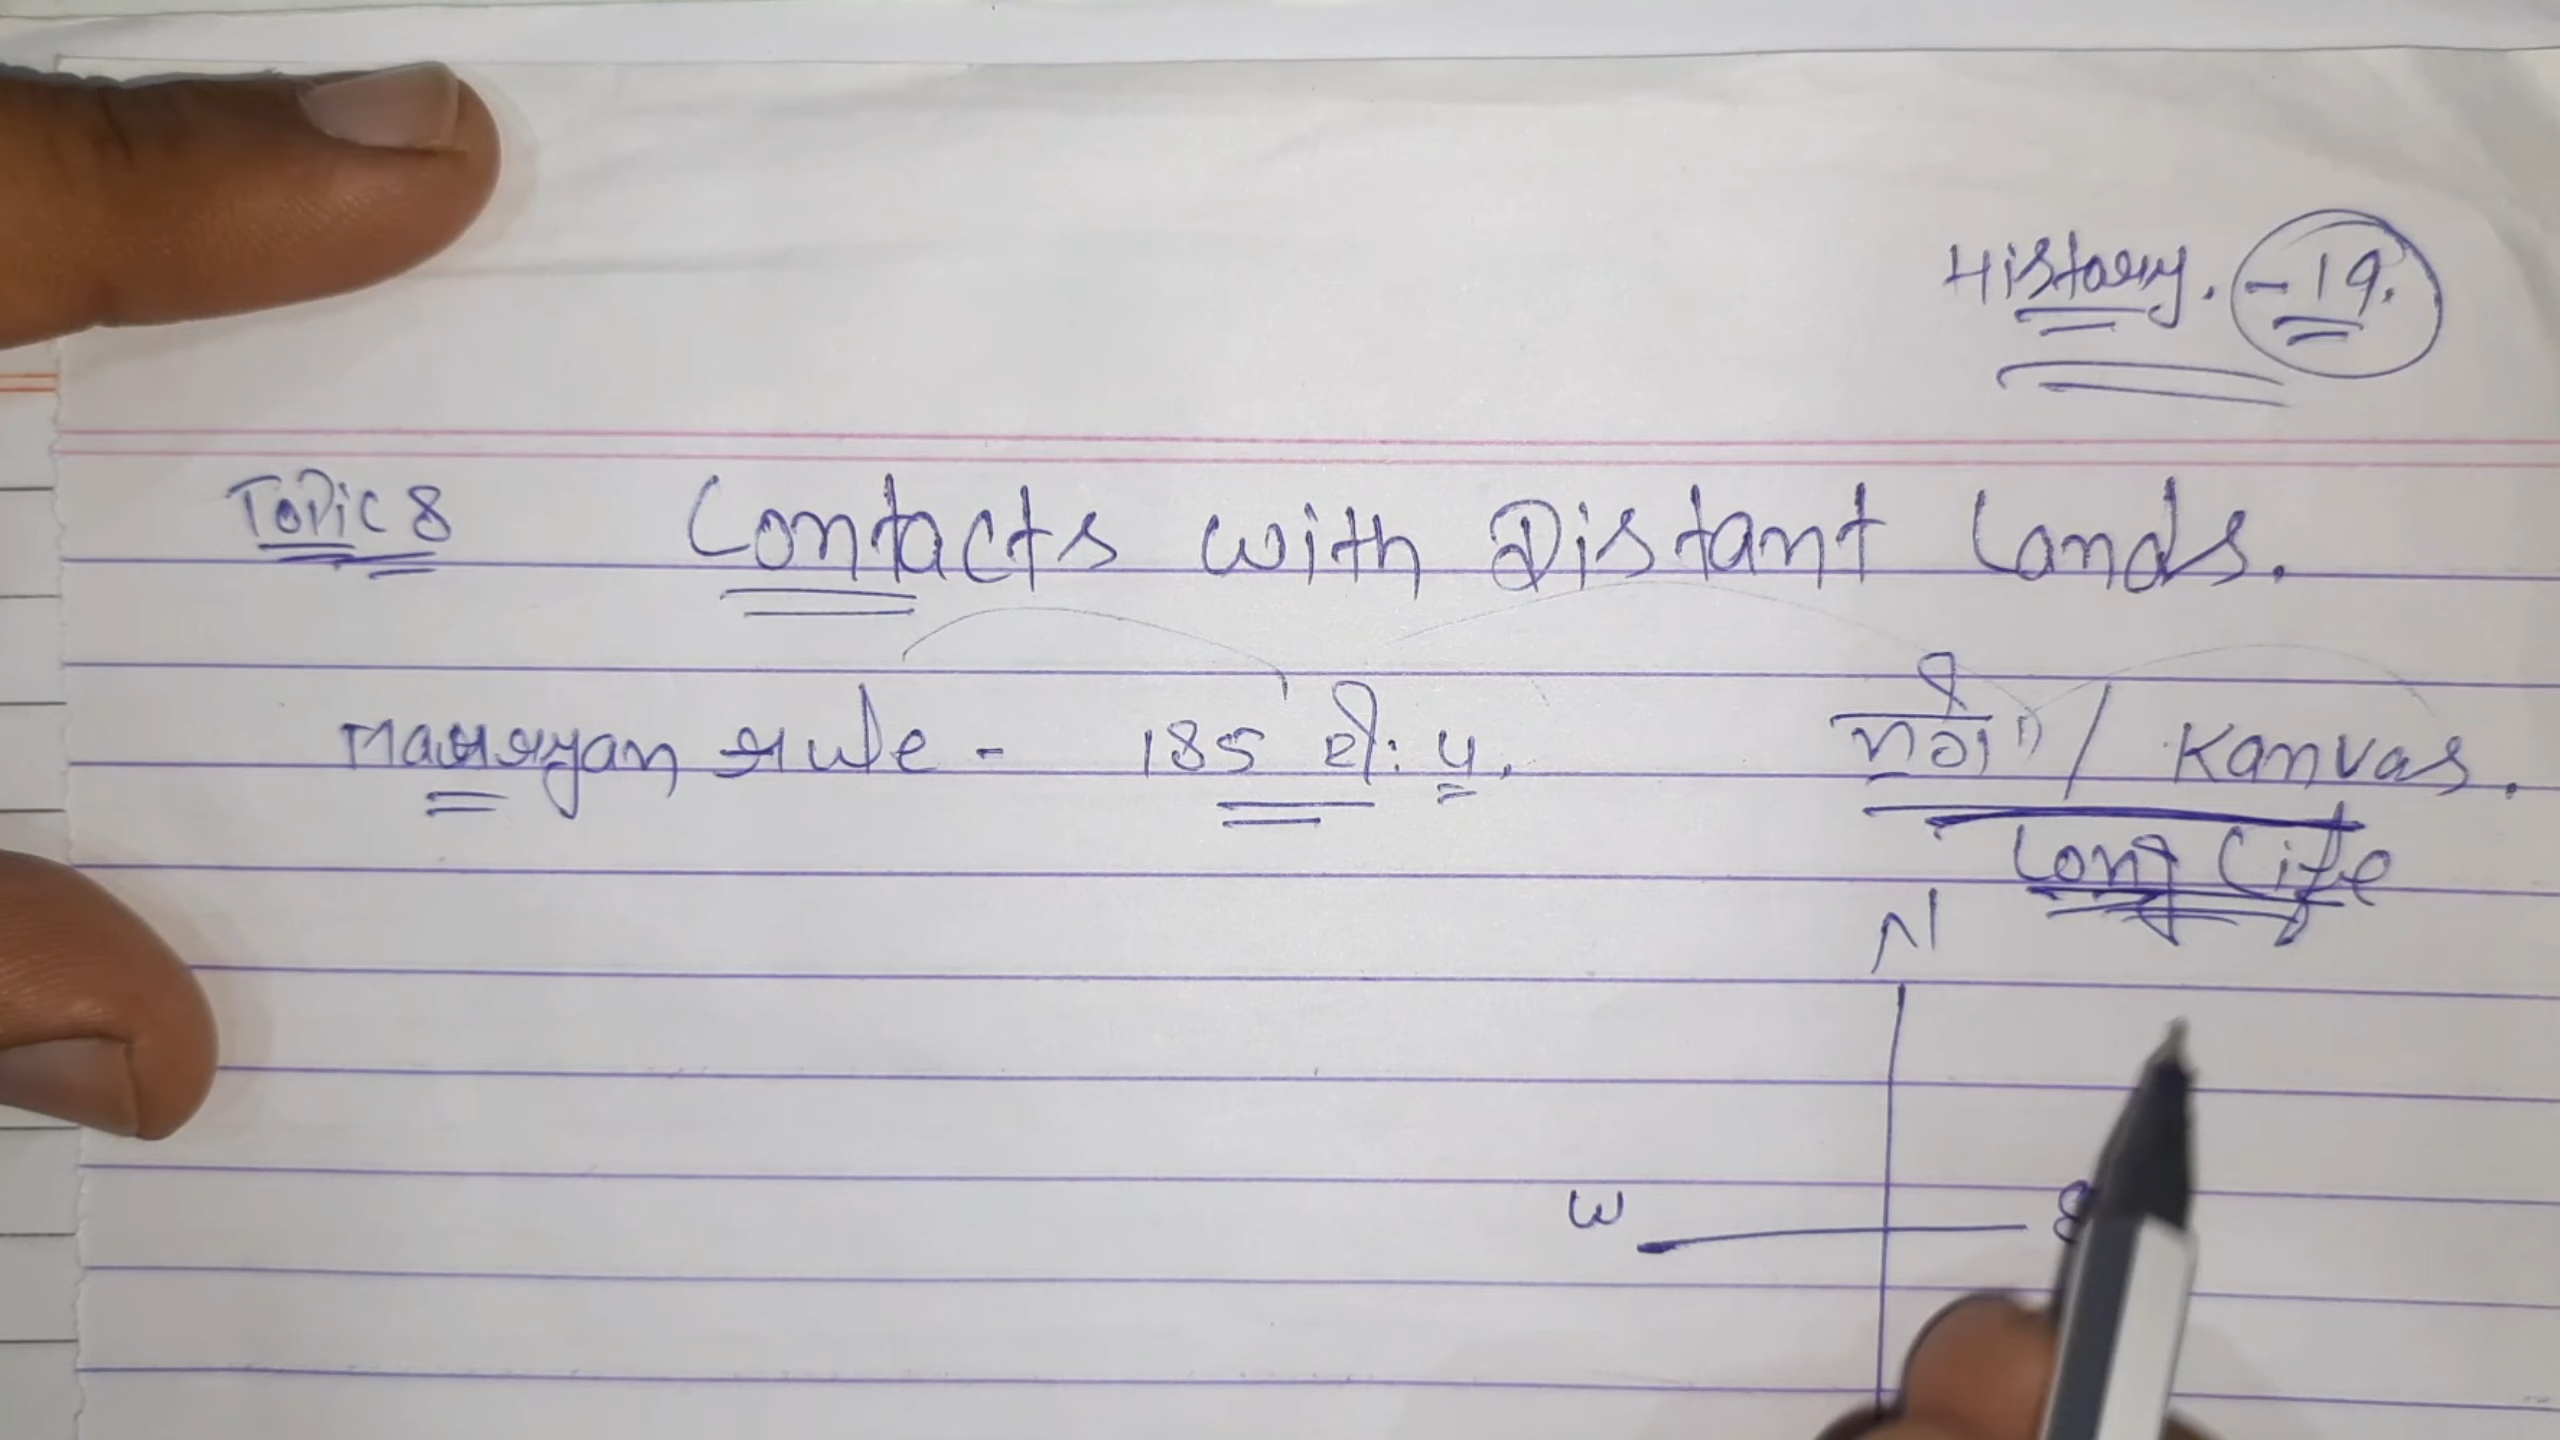 History. -19.
Topic 8 Contacts with Distant Lands.
Mauryan rule - 185 / Kanvas.
Long Life
N
W E